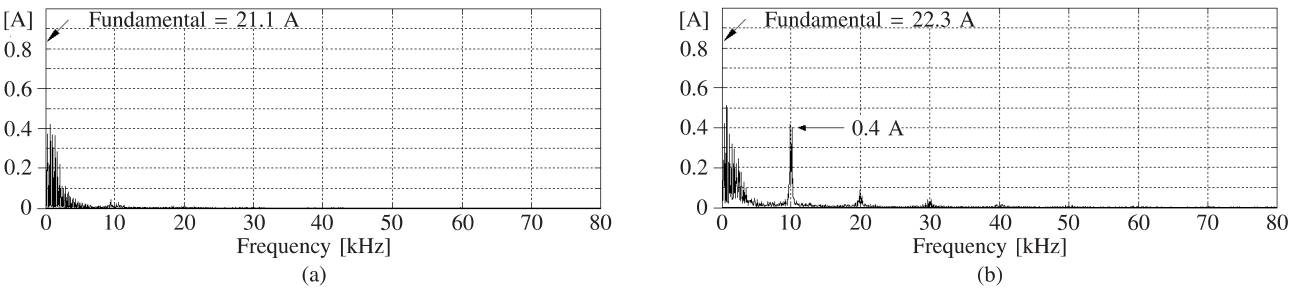 [A]
Fundamental = 21.1 A
0.8
0.6
0.4
0.2
0
0 10 20 30 40 50 60 70 80
Frequency [kHz]
(a)
[A]
Fundamental = 22.3 A
0.8
0.6
0.4
0.4 A
0.2
0
0 10 20 30 40 50 60 70 80
Frequency [kHz]
(b)